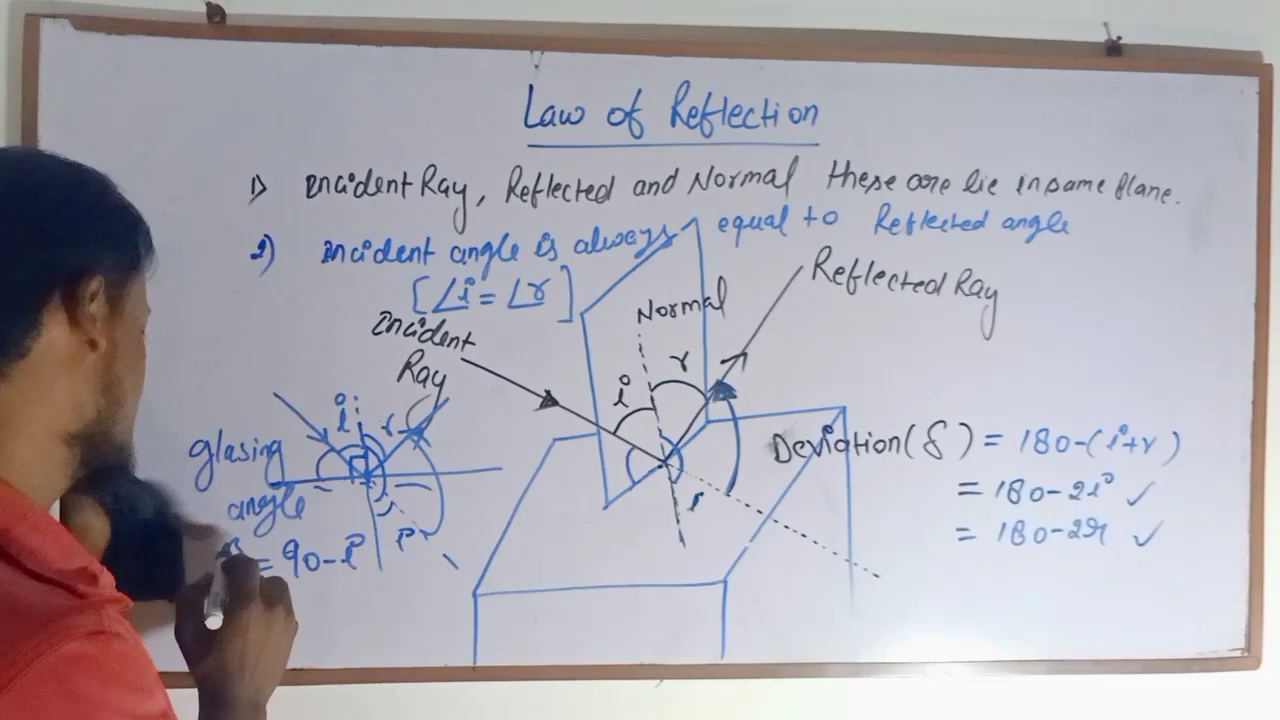 Law of Reflection
1) Incident Ray, Reflected and Normal these are lie in same plane.
2) Incident angle is always equal to Reflected angle
[∠i = ∠r]
Incident
Ray
Normal
Reflected Ray
i
r
i
i
r
i
glasing
angle
= 90-i
Deviation(δ) = 180-(i+r)
= 180-2i ✓
= 180-2r ✓